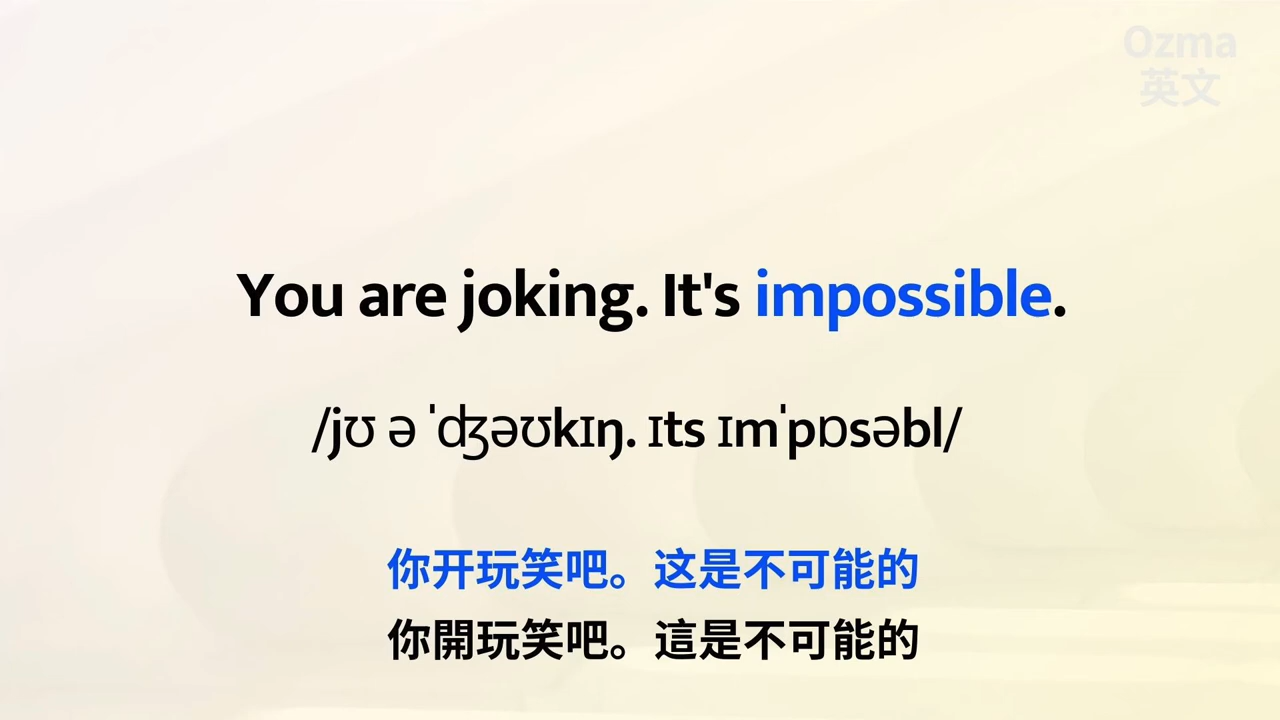 Ozma
英文
You are joking. It's impossible.
/jʊ ə ˈʤəʊkɪŋ. ɪts ɪmˈpɒsəbl/
你开玩笑吧。这是不可能的
你開玩笑吧。這是不可能的